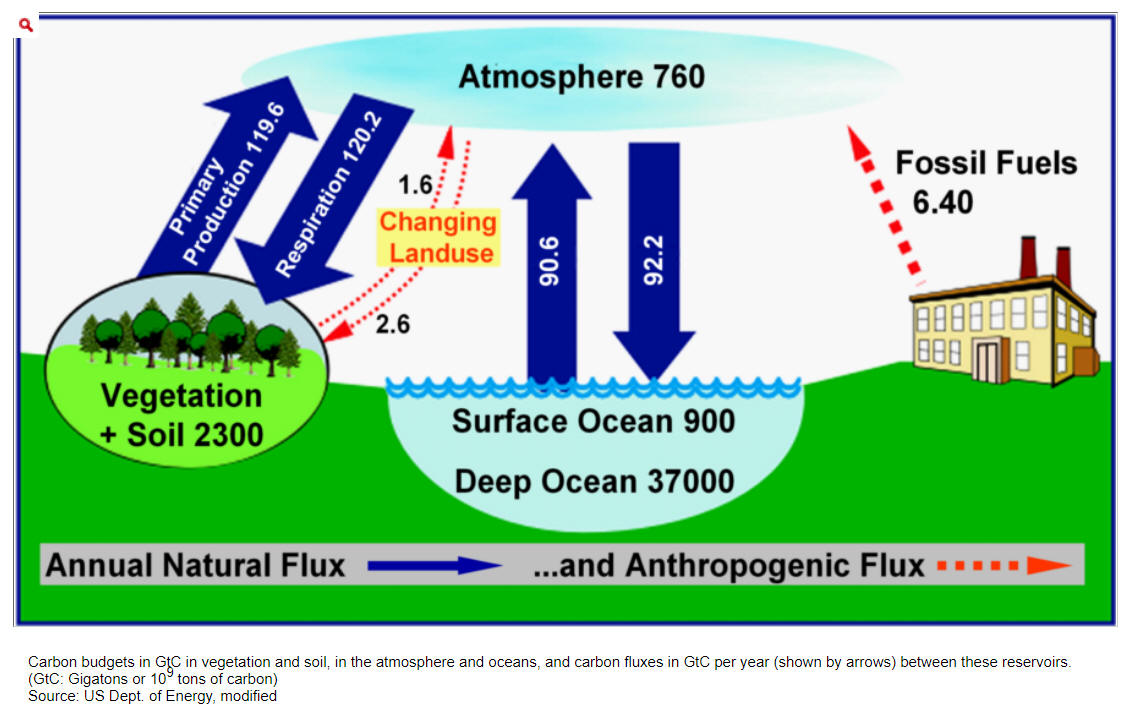 Atmosphere 760
Primary
Production 119.6
Respiration 120.2
1.6
Changing
Landuse
2.6
90.6
92.2
Fossil Fuels
6.40
Vegetation
+ Soil 2300
Surface Ocean 900
Deep Ocean 37000
Annual Natural Flux
...and Anthropogenic Flux
Carbon budgets in GtC in vegetation and soil, in the atmosphere and oceans, and carbon fluxes in GtC per year (shown by arrows) between these reservoirs.
(GtC: Gigatons or 10⁹ tons of carbon)
Source: US Dept. of Energy, modified